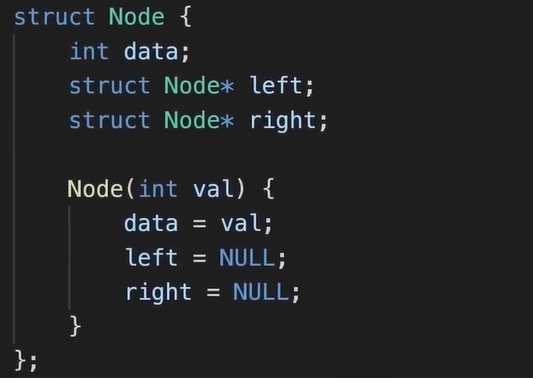 struct Node {
    int data;
    struct Node* left;
    struct Node* right;

    Node(int val) {
        data = val;
        left = NULL;
        right = NULL;
    }
};